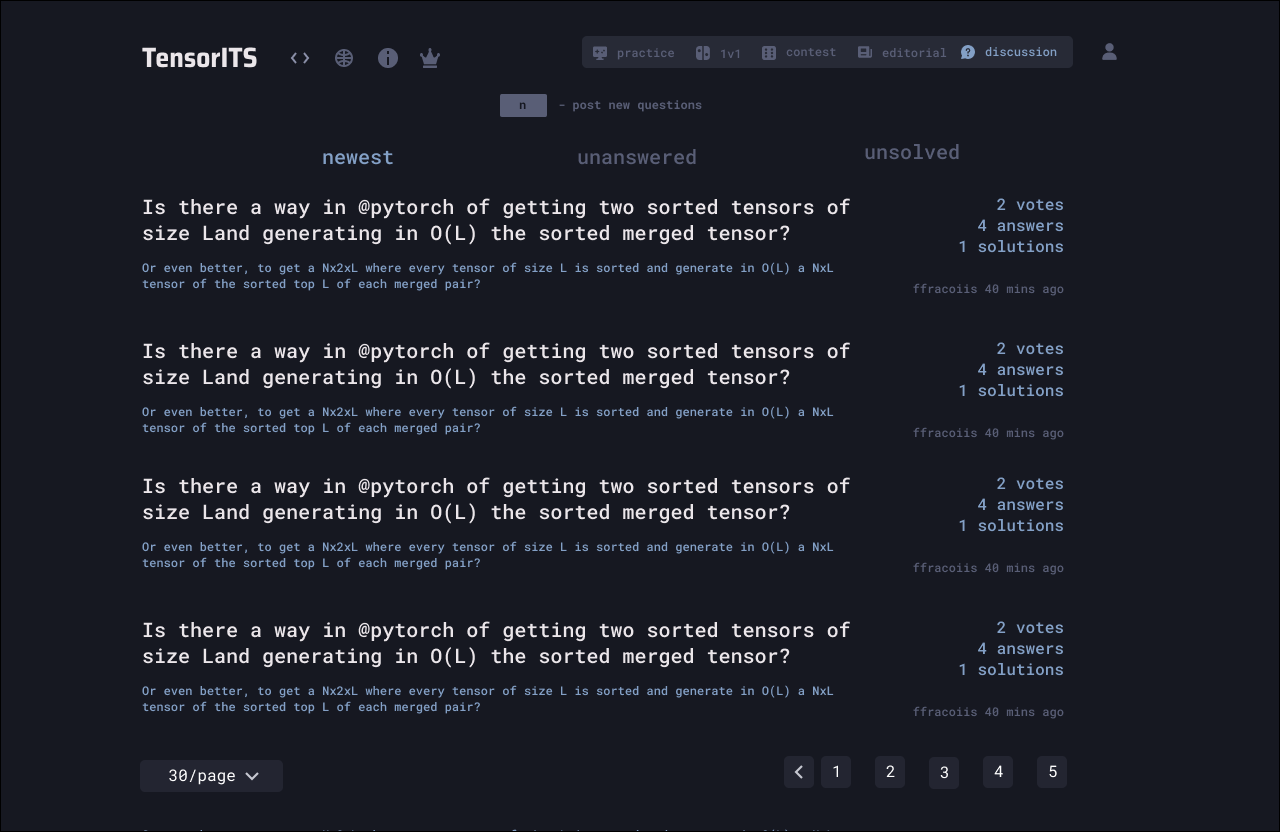 TensorITS
practice 1v1 contest editorial discussion
n - post new questions
newest unanswered unsolved
Is there a way in @pytorch of getting two sorted tensors of
size Land generating in O(L) the sorted merged tensor?
Or even better, to get a Nx2xL where every tensor of size L is sorted and generate in O(L) a NxL
tensor of the sorted top L of each merged pair?
2 votes
4 answers
1 solutions
ffracoiis 40 mins ago
Is there a way in @pytorch of getting two sorted tensors of
size Land generating in O(L) the sorted merged tensor?
Or even better, to get a Nx2xL where every tensor of size L is sorted and generate in O(L) a NxL
tensor of the sorted top L of each merged pair?
2 votes
4 answers
1 solutions
ffracoiis 40 mins ago
Is there a way in @pytorch of getting two sorted tensors of
size Land generating in O(L) the sorted merged tensor?
Or even better, to get a Nx2xL where every tensor of size L is sorted and generate in O(L) a NxL
tensor of the sorted top L of each merged pair?
2 votes
4 answers
1 solutions
ffracoiis 40 mins ago
Is there a way in @pytorch of getting two sorted tensors of
size Land generating in O(L) the sorted merged tensor?
Or even better, to get a Nx2xL where every tensor of size L is sorted and generate in O(L) a NxL
tensor of the sorted top L of each merged pair?
2 votes
4 answers
1 solutions
ffracoiis 40 mins ago
30/page
1 2 3 4 5